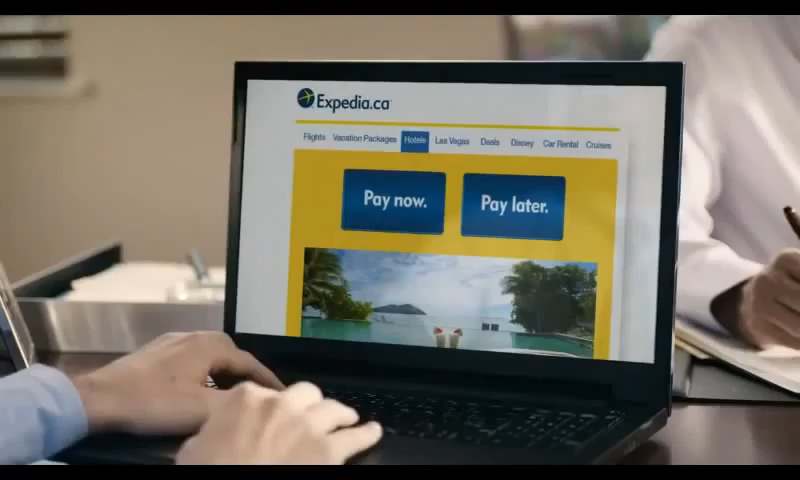 Expedia.ca
Flights Vacation Packages Hotels Las Vegas Deals Disney Car Rental Cruises
Pay now. Pay later.